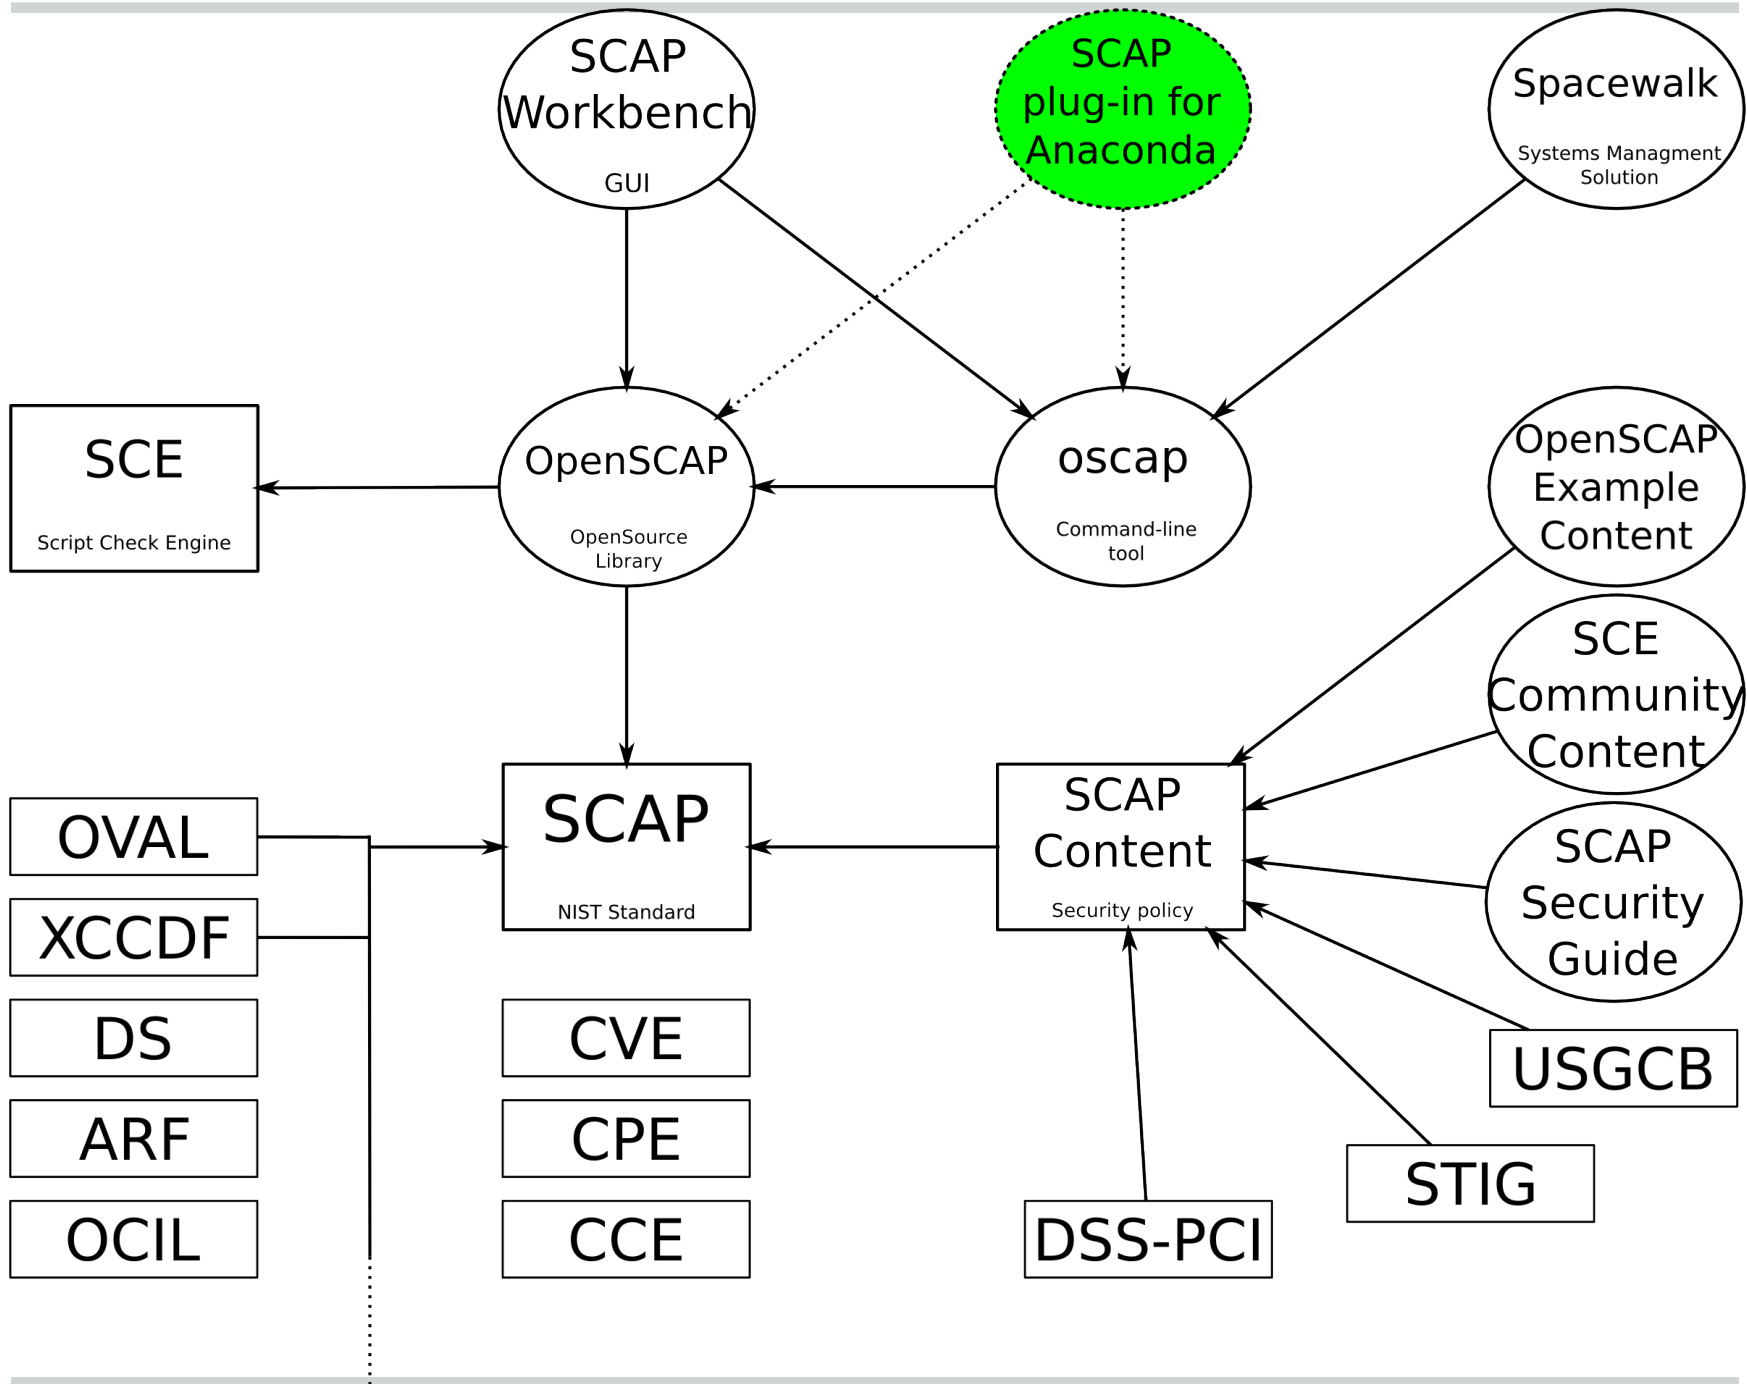 SCAP
Workbench
GUI
SCAP
plug-in for
Anaconda
Spacewalk
Systems Managment
Solution
SCE
Script Check Engine
OpenSCAP
OpenSource
Library
oscap
Command-line
tool
OpenSCAP
Example
Content
SCE
Community
Content
OVAL
XCCDF
DS
ARF
OCIL
SCAP
NIST Standard
CVE
CPE
CCE
SCAP
Content
Security policy
SCAP
Security
Guide
USGCB
STIG
DSS-PCI